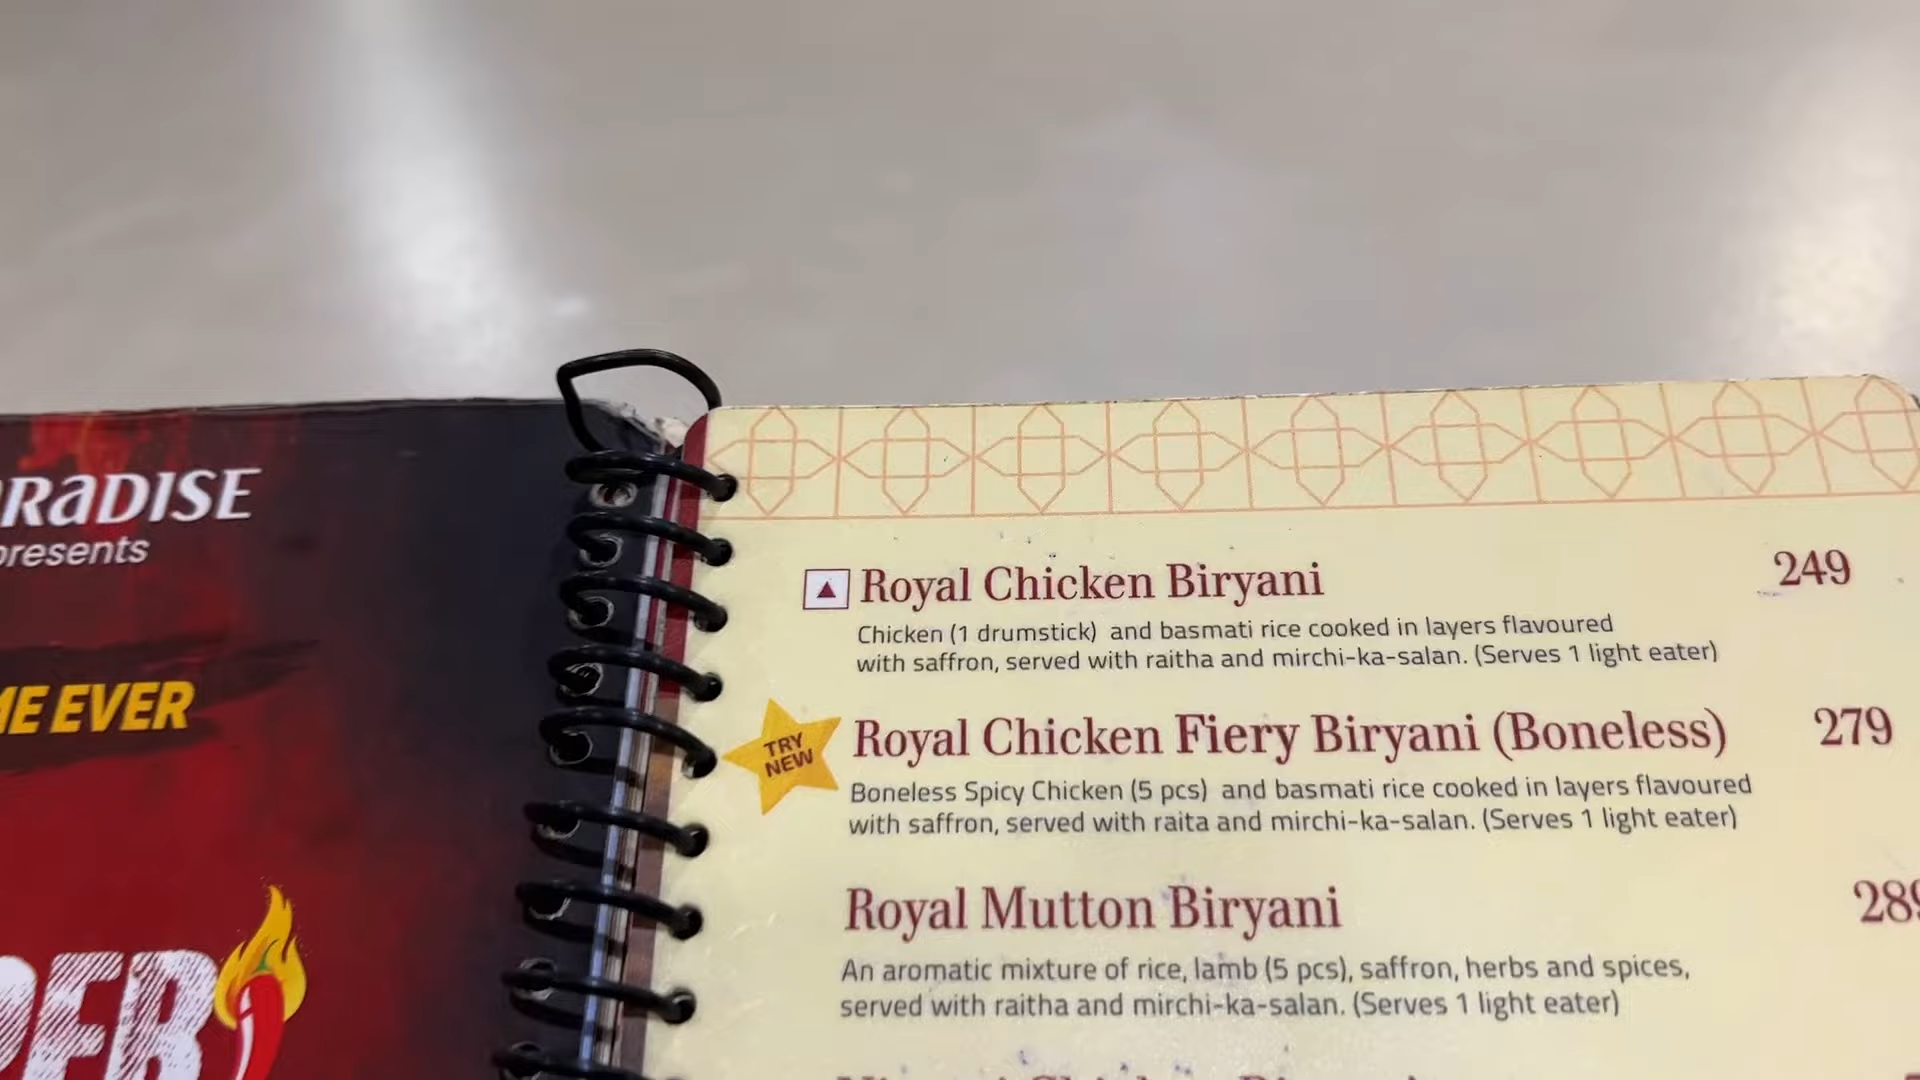 RADISE
presents
ME EVER
Royal Chicken Biryani 249
Chicken (1 drumstick) and basmati rice cooked in layers flavoured
with saffron, served with raitha and mirchi-ka-salan. (Serves 1 light eater)
TRY
NEW
Royal Chicken Fiery Biryani (Boneless) 279
Boneless Spicy Chicken (5 pcs) and basmati rice cooked in layers flavoured
with saffron, served with raita and mirchi-ka-salan. (Serves 1 light eater)
Royal Mutton Biryani 289
An aromatic mixture of rice, lamb (5 pcs), saffron, herbs and spices,
served with raitha and mirchi-ka-salan. (Serves 1 light eater)